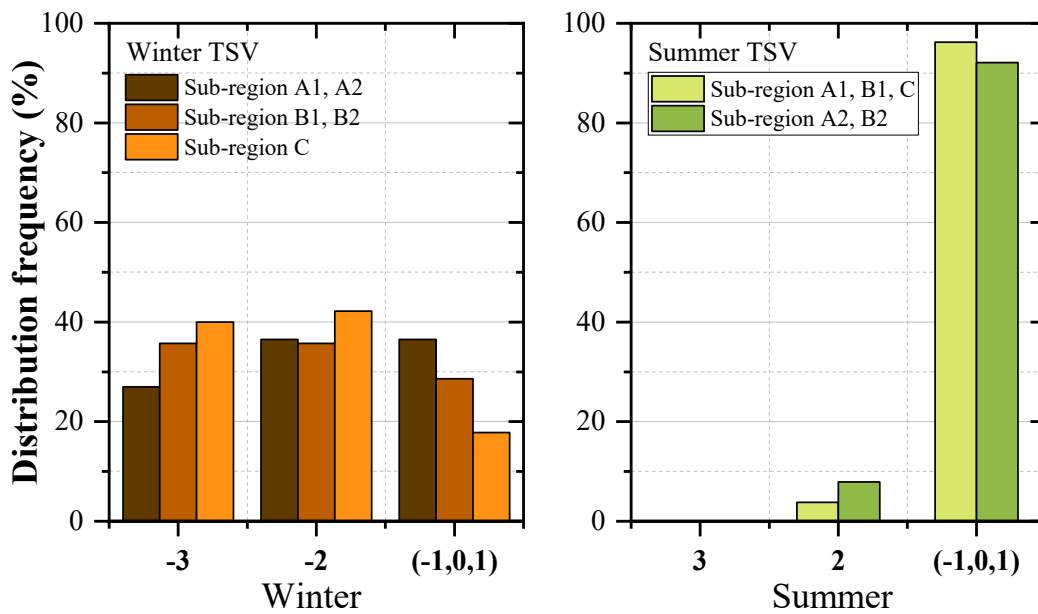 Distribution frequency (%)
100
80
60
40
20
0
Winter TSV
Sub-region A1, A2
Sub-region B1, B2
Sub-region C
-3
-2
(-1,0,1)
Winter
100
80
60
40
20
0
Summer TSV
Sub-region A1, B1, C
Sub-region A2, B2
3
2
(-1,0,1)
Summer